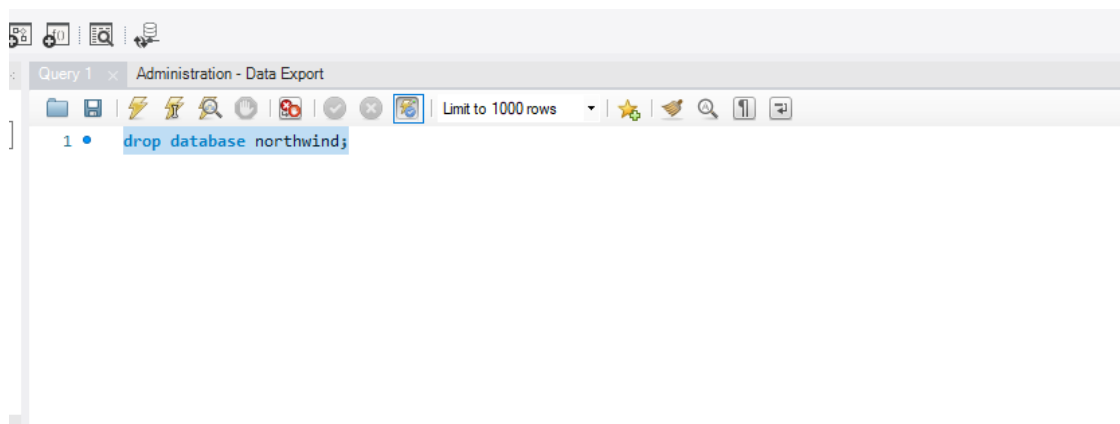 Query 1
Administration - Data Export
Limit to 1000 rows
1
drop database northwind;